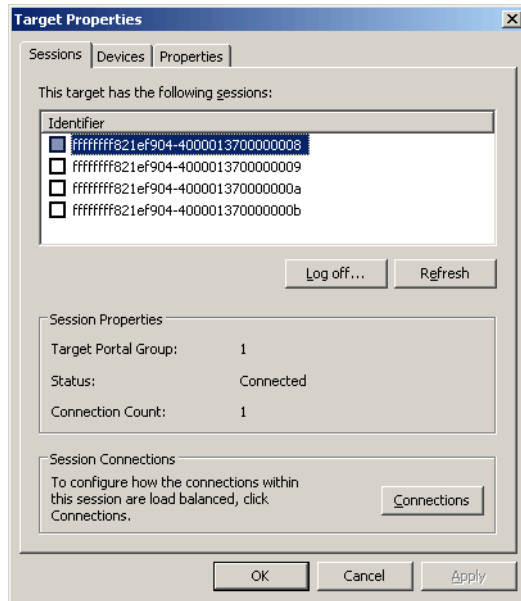 Target Properties
Sessions Devices Properties
This target has the following sessions:
Identifier
ffffffff821ef904-4000013700000008
ffffffff821ef904-4000013700000009
ffffffff821ef904-400001370000000a
ffffffff821ef904-400001370000000b
Log off... Refresh
Session Properties
Target Portal Group: 1
Status: Connected
Connection Count: 1
Session Connections
To configure how the connections within
this session are load balanced, click
Connections.
Connections
OK Cancel Apply